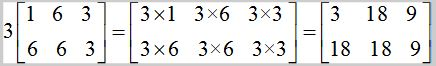 3[1 6 3
6 6 3] = [3×1 3×6 3×3
3×6 3×6 3×3] = [3 18 9
18 18 9]